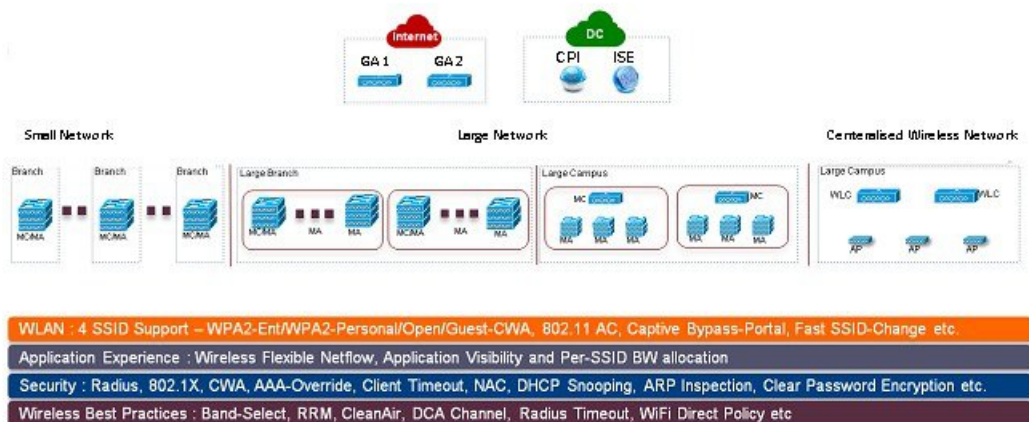 Internet
DC
GA 1 GA 2
CPI ISE
Small Network
Large Network
Centeralised Wireless Network
Branch Branch Branch
Large Branch
Large Campus
Large Campus
MC/MA MC/MA MC/MA
MC/MA MA MA
MC/MA MA MA
MC
MA MA MA
MC
MA MA MA
WLC WLC
AP AP AP
WLAN : 4 SSID Support – WPA2-Ent/WPA2-Personal/Open/Guest-CWA, 802.11 AC, Captive Bypass-Portal, Fast SSID-Change etc.
Application Experience : Wireless Flexible Netflow, Application Visibility and Per-SSID BW allocation
Security : Radius, 802.1X, CWA, AAA-Override, Client Timeout, NAC, DHCP Snooping, ARP Inspection, Clear Password Encryption etc.
Wireless Best Practices : Band-Select, RRM, CleanAir, DCA Channel, Radius Timeout, WiFi Direct Policy etc